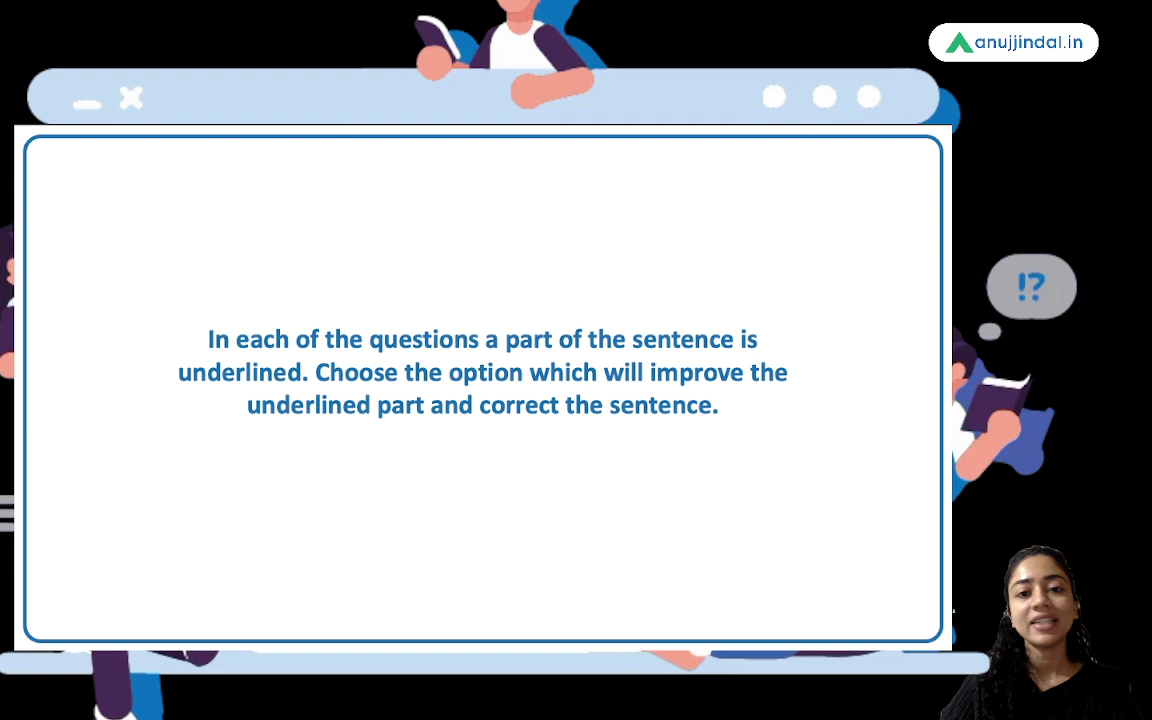 anujjindal.in
!?
In each of the questions a part of the sentence is
underlined. Choose the option which will improve the
underlined part and correct the sentence.